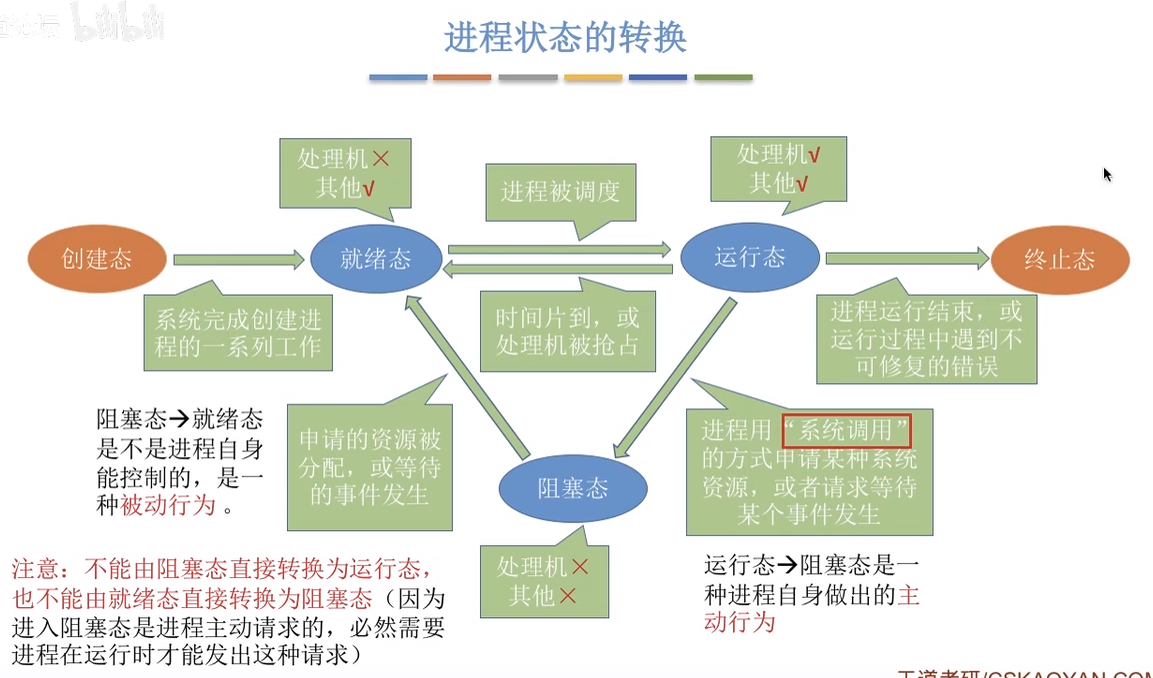 bilibili
进程状态的转换
处理机×
其他√
进程被调度
处理机√
其他√
创建态
就绪态
运行态
终止态
系统完成创建进
程的一系列工作
时间片到，或
处理机被抢占
进程运行结束，或
运行过程中遇到不
可修复的错误
阻塞态→就绪态
是不是进程自身
能控制的，是一
种被动行为 。
申请的资源被
分配，或等待
的事件发生
阻塞态
进程用“系统调用”
的方式申请某种系统
资源，或者请求等待
某个事件发生
处理机×
其他×
运行态→阻塞态是一
种进程自身做出的主
动行为
注意：不能由阻塞态直接转换为运行态，
也不能由就绪态直接转换为阻塞态（因为
进入阻塞态是进程主动请求的，必然需要
进程在运行时才能发出这种请求）
王道考研/CSKAOYAN.COM